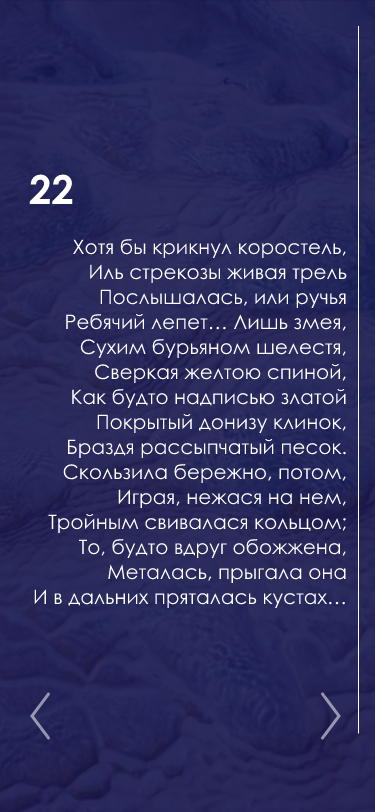 22
Хотя бы крикнул коростель,
Иль стрекозы живая трель
Послышалась, или ручья
Ребячий лепет... Лишь змея,
Сухим бурьяном шелестя,
Сверкая желтою спиной,
Как будто надписью златой
Покрытый донизу клинок,
Браздя рассыпчатый песок.
Скользила бережно, потом,
Играя, нежася на нем,
Тройным свивалася кольцом;
То, будто вдруг обожжена,
Металась, прыгала она
И в дальних пряталась кустах...